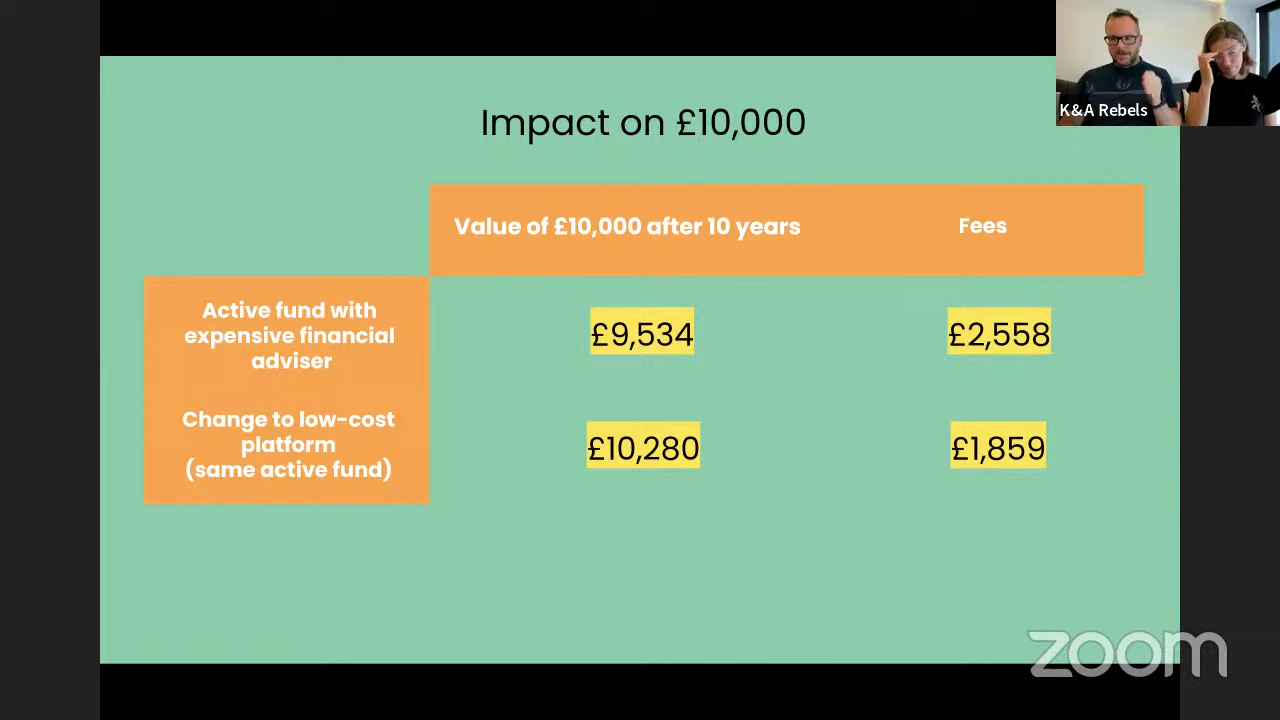 K&A Rebels
Impact on £10,000
Value of £10,000 after 10 years
Fees
Active fund with
expensive financial
adviser
£9,534
£2,558
Change to low-cost
platform
(same active fund)
£10,280
£1,859
zoom